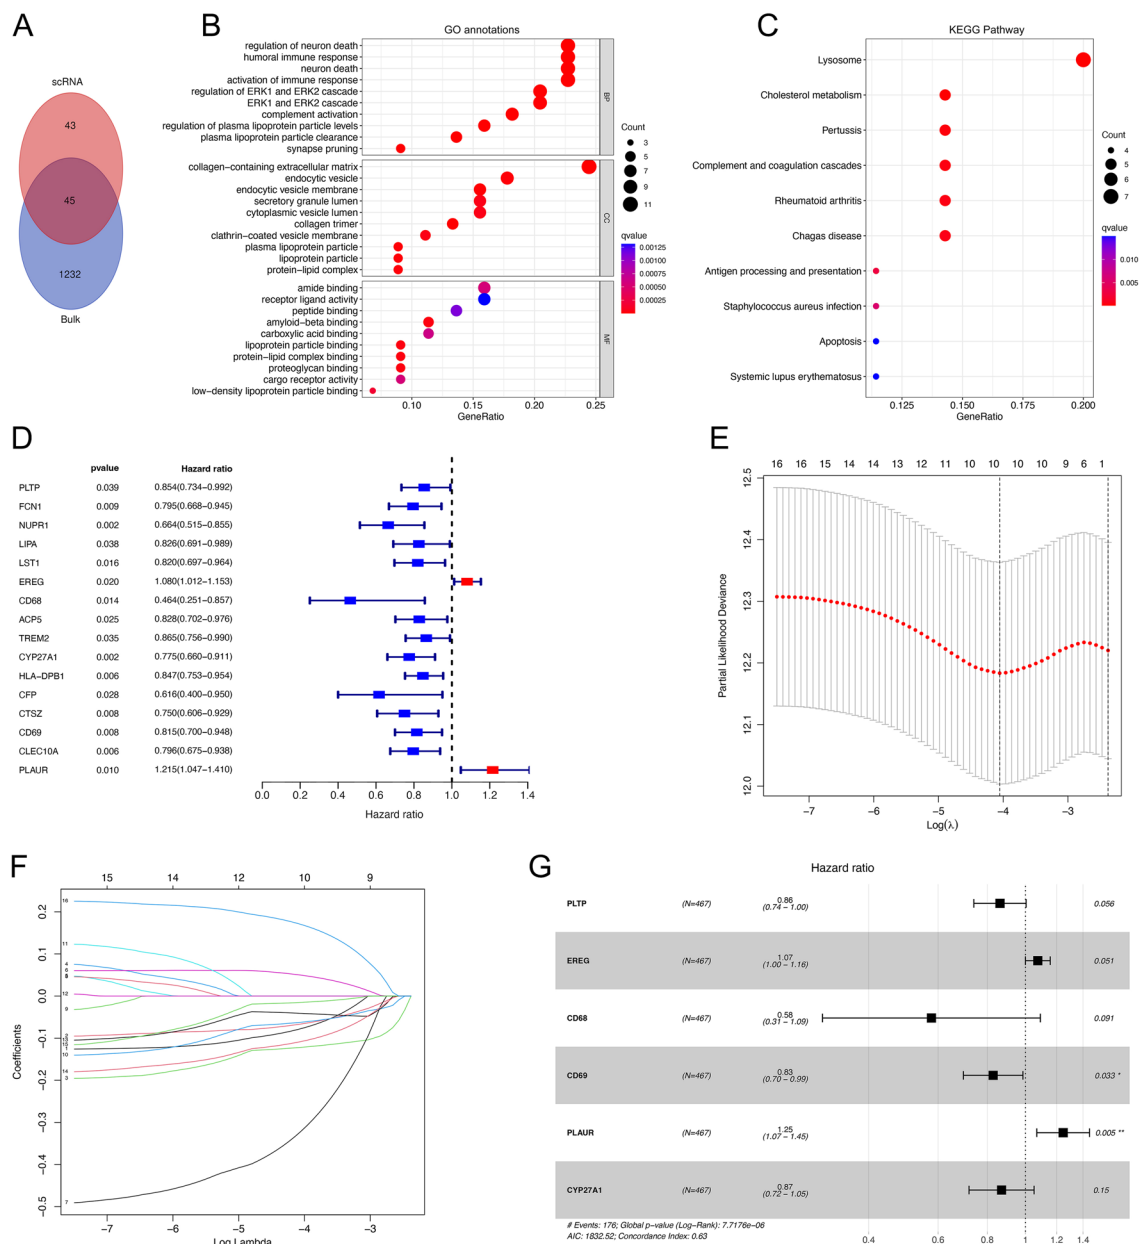 A
scRNA
43
45
1232
Bulk
B
GO annotations
regulation of neuron death
humoral immune response
neuron death
activation of immune response
regulation of ERK1 and ERK2 cascade
ERK1 and ERK2 cascade
complement activation
regulation of plasma lipoprotein particle levels
plasma lipoprotein particle clearance
synapse pruning
BP
collagen−containing extracellular matrix
endocytic vesicle
endocytic vesicle membrane
secretory granule lumen
cytoplasmic vesicle lumen
collagen trimer
clathrin−coated vesicle membrane
plasma lipoprotein particle
lipoprotein particle
protein−lipid complex
CC
amide binding
receptor ligand activity
peptide binding
amyloid−beta binding
carboxylic acid binding
lipoprotein particle binding
protein−lipid complex binding
proteoglycan binding
cargo receptor activity
low−density lipoprotein particle binding
MF
0.10 0.15 0.20 0.25
GeneRatio
Count
3
5
7
9
11
qvalue
0.00125
0.00100
0.00075
0.00050
0.00025
C
KEGG Pathway
Lysosome
Cholesterol metabolism
Pertussis
Complement and coagulation cascades
Rheumatoid arthritis
Chagas disease
Antigen processing and presentation
Staphylococcus aureus infection
Apoptosis
Systemic lupus erythematosus
0.125 0.150 0.175 0.200
GeneRatio
Count
4
5
6
7
qvalue
0.010
0.005
D
pvalue Hazard ratio
PLTP 0.039 0.854(0.734−0.992)
FCN1 0.009 0.795(0.668−0.945)
NUPR1 0.002 0.664(0.515−0.855)
LIPA 0.038 0.826(0.691−0.989)
LST1 0.016 0.820(0.697−0.964)
EREG 0.020 1.080(1.012−1.153)
CD68 0.014 0.464(0.251−0.857)
ACP5 0.025 0.828(0.702−0.976)
TREM2 0.035 0.865(0.756−0.990)
CYP27A1 0.002 0.775(0.660−0.911)
HLA−DPB1 0.006 0.847(0.753−0.954)
CFP 0.028 0.616(0.400−0.950)
CTSZ 0.008 0.750(0.606−0.929)
CD69 0.008 0.815(0.700−0.948)
CLEC10A 0.006 0.796(0.675−0.938)
PLAUR 0.010 1.215(1.047−1.410)
0.0 0.2 0.4 0.6 0.8 1.0 1.2 1.4
Hazard ratio
E
16 16 15 14 14 13 12 11 10 10 10 10 9 6 1
12.5
12.4
12.3
12.2
12.1
12.0
Partial Likelihood Deviance
−7 −6 −5 −4 −3
Log(λ)
F
15 14 12 11 9
0.2
0.1
0.0
−0.1
−0.2
−0.3
−0.4
−0.5
Coefficients
16
11
4
6
12
9
2
1
10
14
3
7
−7 −6 −5 −4 −3
Log Lambda
G
Hazard ratio
PLTP (N=467) 0.86 0.056
(0.74 − 1.00)
EREG (N=467) 1.07 0.051
(1.00 − 1.16)
CD68 (N=467) 0.58 0.091
(0.31 − 1.09)
CD69 (N=467) 0.83 0.033 *
(0.70 − 0.99)
PLAUR (N=467) 1.25 0.005 **
(1.07 − 1.45)
CYP27A1 (N=467) 0.87 0.15
(0.72 − 1.05)
# Events: 176; Global p−value (Log−Rank): 7.7176e−06
AIC: 1832.52; Concordance Index: 0.63
0.4 0.6 0.8 1 1.2 1.4